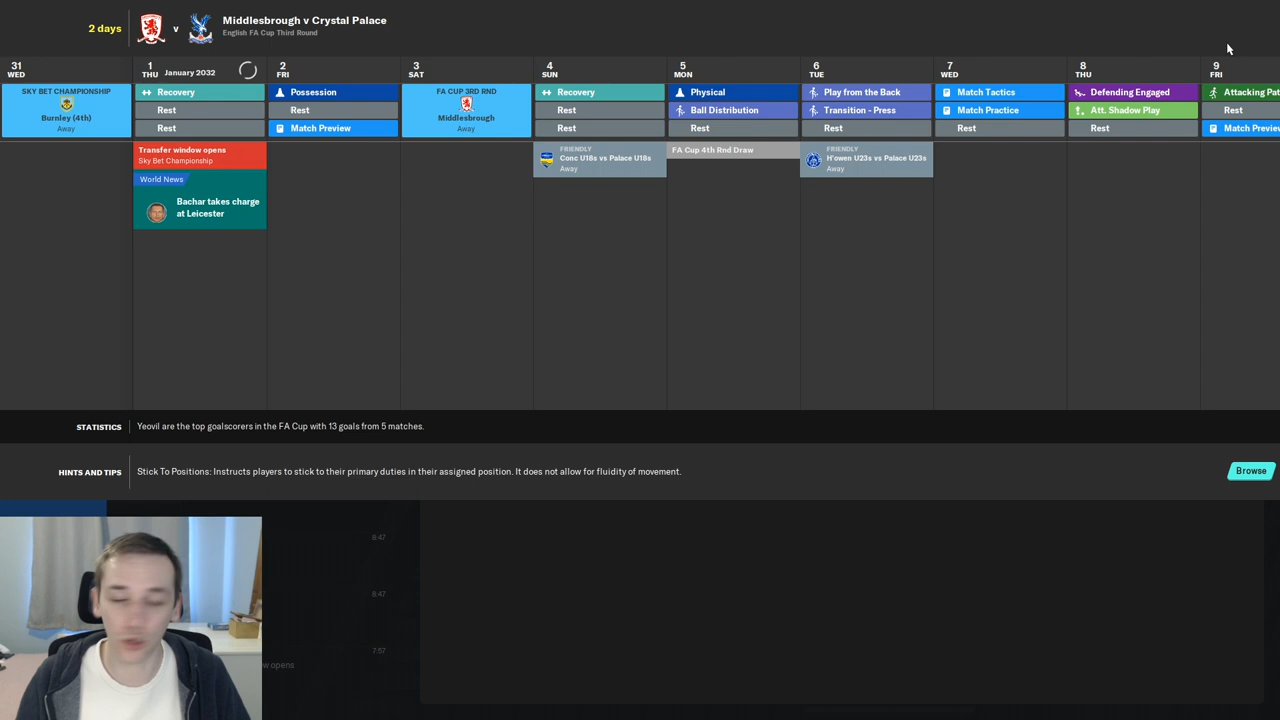 2 days
v
Middlesbrough v Crystal Palace
English FA Cup Third Round
31
WED
1
THU January 2032
2
FRI
3
SAT
4
SUN
5
MON
6
TUE
7
WED
8
THU
9
FRI
SKY BET CHAMPIONSHIP
Burnley (4th)
Away
Recovery
Rest
Rest
Transfer window opens
Sky Bet Championship
World News
Bachar takes charge
at Leicester
Possession
Rest
Match Preview
FA CUP 3RD RND
Middlesbrough
Away
Recovery
Rest
Rest
FRIENDLY
Conc U18s vs Palace U18s
Away
Physical
Ball Distribution
Rest
FA Cup 4th Rnd Draw
Play from the Back
Transition - Press
Rest
FRIENDLY
H'owen U23s vs Palace U23s
Away
Match Tactics
Match Practice
Rest
Defending Engaged
Att. Shadow Play
Rest
Attacking Pat
Rest
Match Preview
STATISTICS
Yeovil are the top goalscorers in the FA Cup with 13 goals from 5 matches.
HINTS AND TIPS
Stick To Positions: Instructs players to stick to their primary duties in their assigned position. It does not allow for fluidity of movement.
Browse
8:47
8:47
7:57
w opens